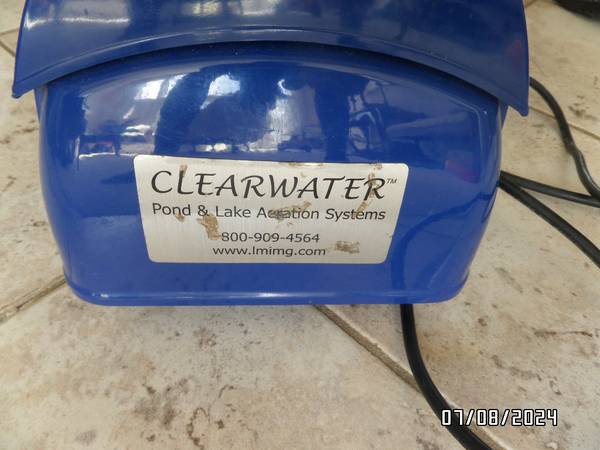 CLEARWATER™
Pond & Lake Aeration Systems
800-909-4564
www.lmimg.com
07/08/2024